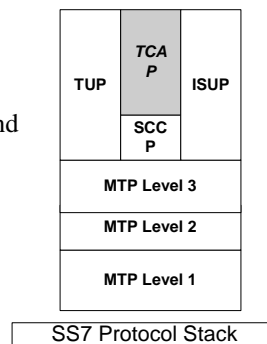 TCA
P
TUP
ISUP
nd
SCC
P
MTP Level 3
MTP Level 2
MTP Level 1
SS7 Protocol Stack